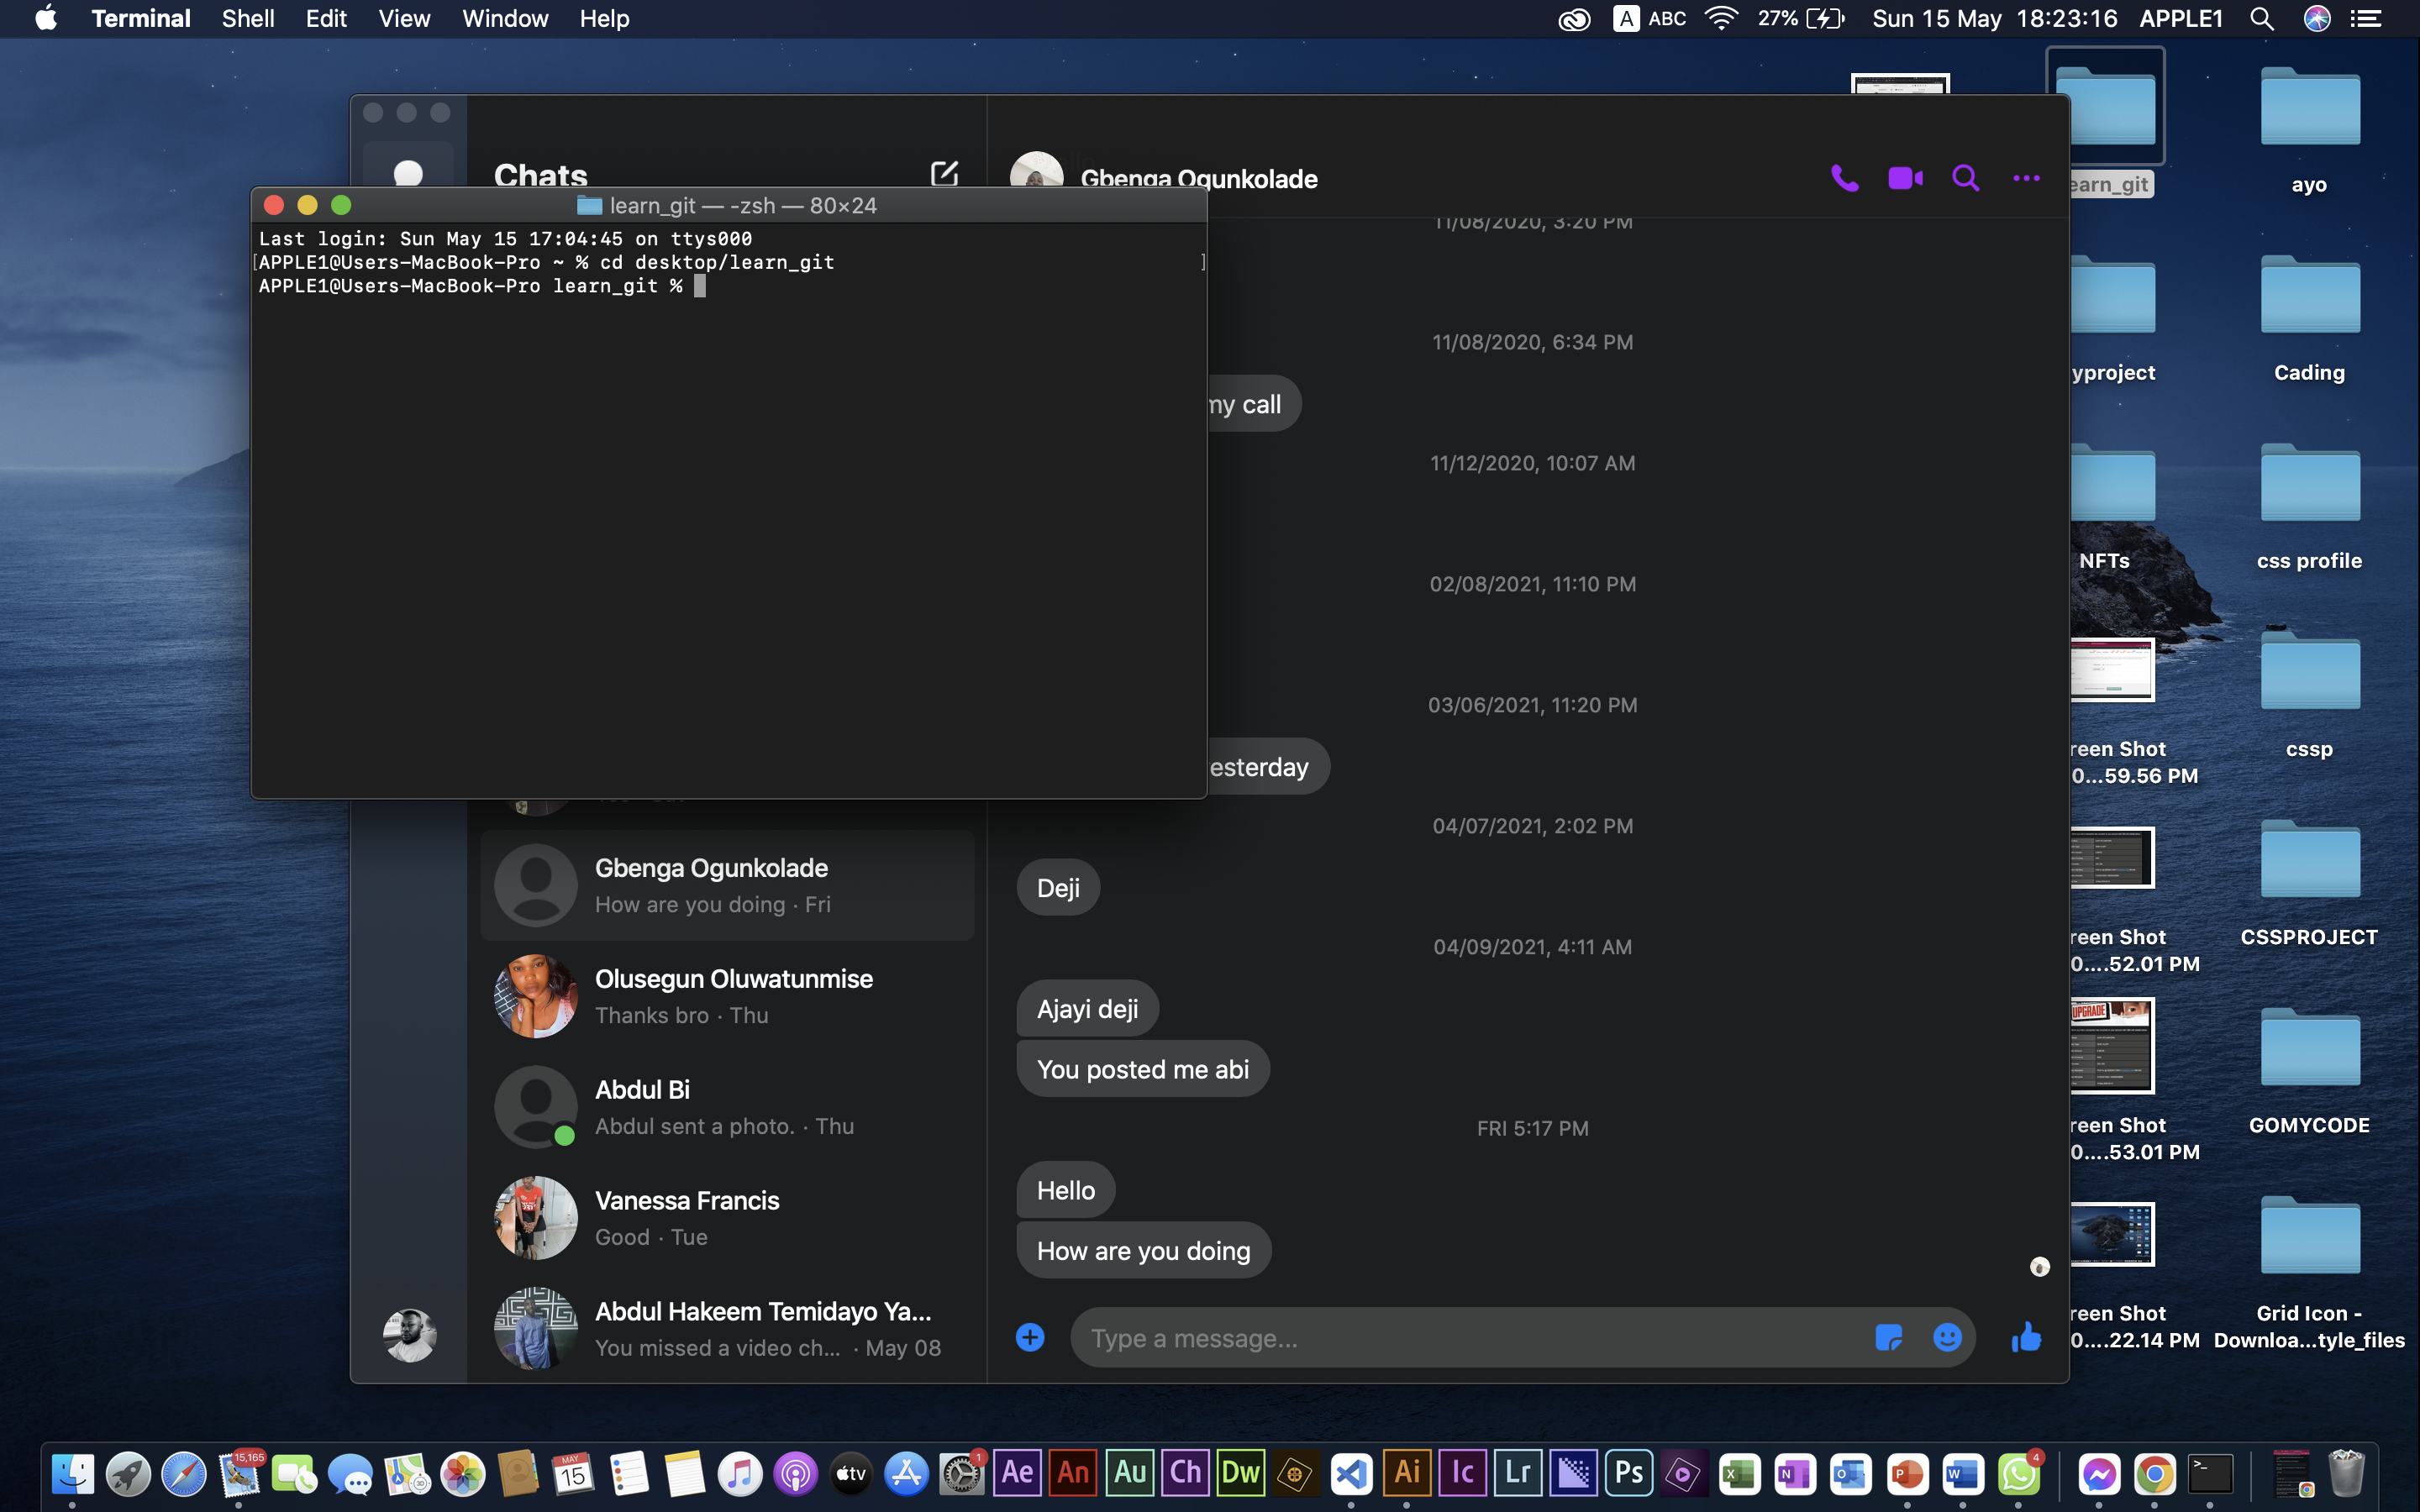 Terminal Shell Edit View Window Help
A ABC 27% Sun 15 May 18:23:16 APPLE1
Chats
Gbenga Ogunkolade
learn_git — -zsh — 80×24
Last login: Sun May 15 17:04:45 on ttys000
[APPLE1@Users-MacBook-Pro ~ % cd desktop/learn_git ]
APPLE1@Users-MacBook-Pro learn_git %
11/08/2020, 3:20 PM
11/08/2020, 6:34 PM
my call
11/12/2020, 10:07 AM
02/08/2021, 11:10 PM
03/06/2021, 11:20 PM
esterday
04/07/2021, 2:02 PM
Deji
04/09/2021, 4:11 AM
Ajayi deji
You posted me abi
FRI 5:17 PM
Hello
How are you doing
Type a message...
Gbenga Ogunkolade
How are you doing · Fri
Olusegun Oluwatunmise
Thanks bro · Thu
Abdul Bi
Abdul sent a photo. · Thu
Vanessa Francis
Good · Tue
Abdul Hakeem Temidayo Ya...
You missed a video ch... · May 08
earn_git
ayo
yproject
Cading
NFTs
css profile
reen Shot
0...59.56 PM
cssp
reen Shot
0....52.01 PM
CSSPROJECT
UPGRADE
reen Shot
0....53.01 PM
GOMYCODE
reen Shot
0....22.14 PM
Grid Icon -
Downloa...tyle_files
15,165
MAY
15
tv
1
Ae An Au Ch Dw Ai Ic Lr Ps
X N O P W
4
>_